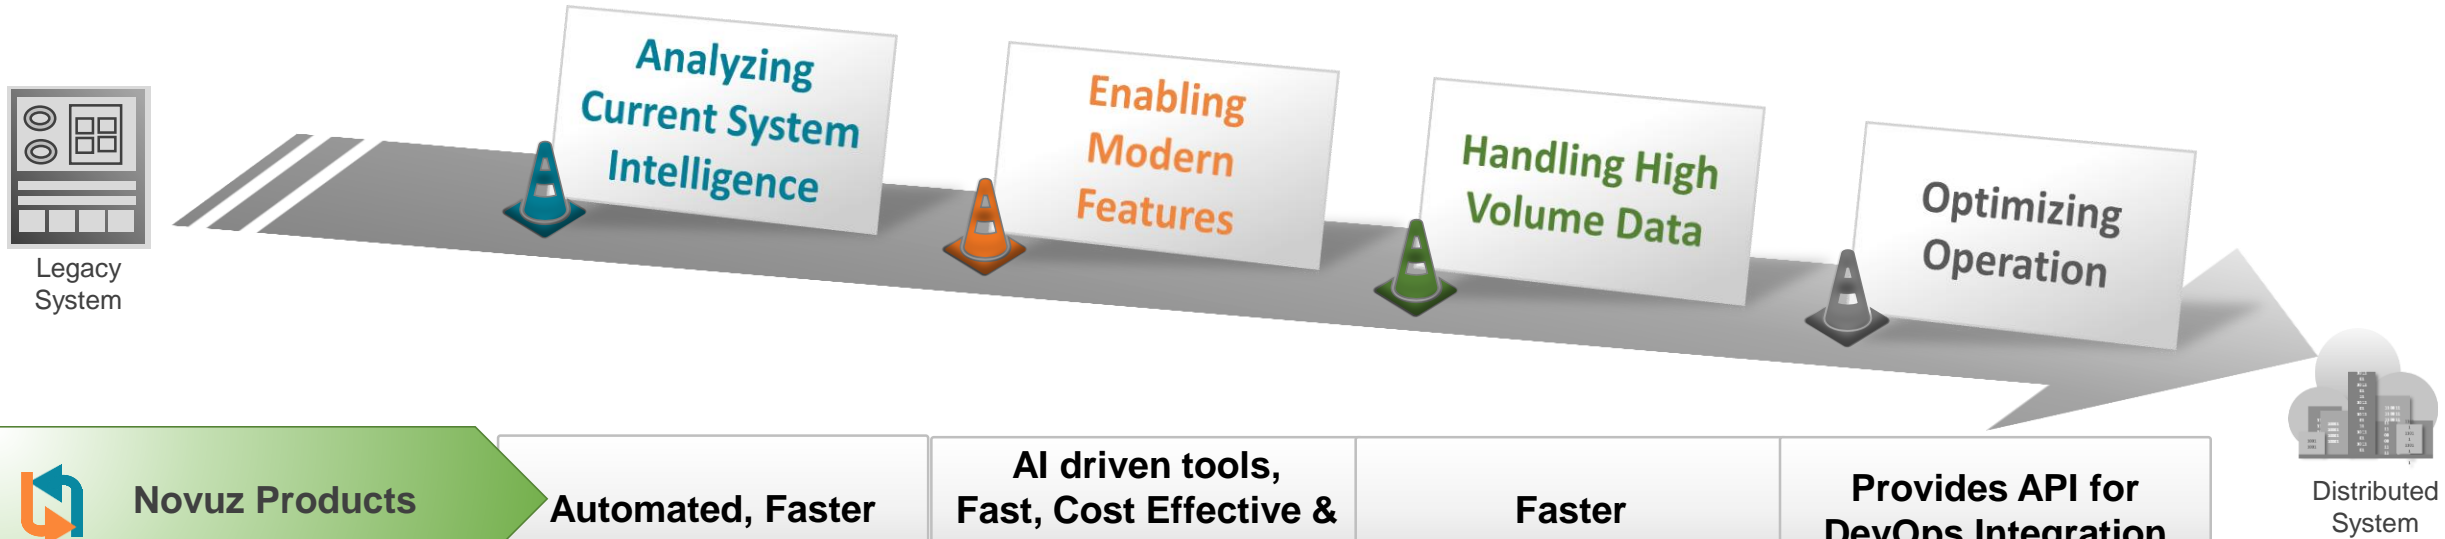 Analyzing
Current System
Intelligence
Enabling
Modern
Features
Handling High
Volume Data
Optimizing
Operation
Legacy
System
Distributed
System
Novuz Products
Automated, Faster
AI driven tools,
Fast, Cost Effective &
Faster
Provides API for
DevOps Integration